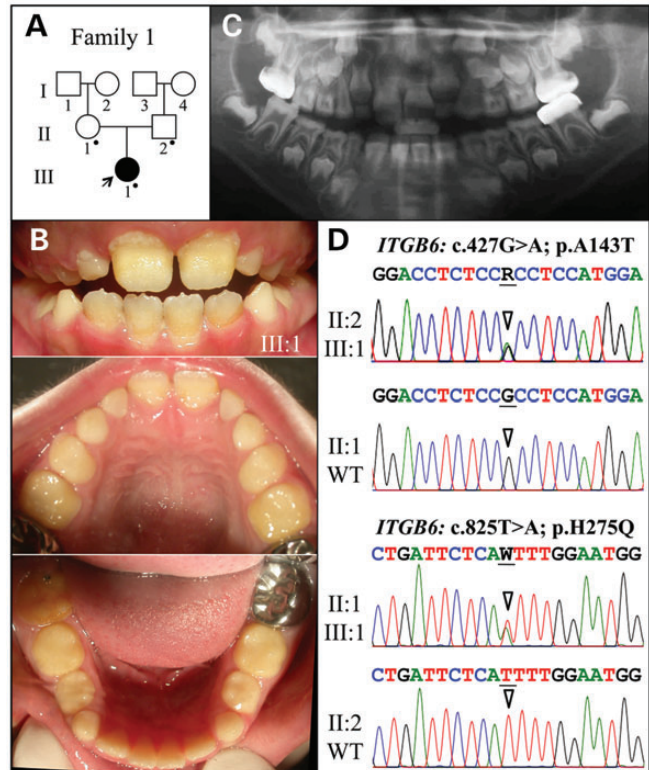 A
Family 1
I
1
2
3
4
II
1
2
III
1
B
III:1
C
D
ITGB6: c.427G>A; p.A143T
GGACCTCTCCRCCTCCATGGA
II:2
III:1
GGACCTCTCCGCCTCCATGGA
II:1
WT
ITGB6: c.825T>A; p.H275Q
CTGATTCTCAWTTTGGAATGG
II:1
III:1
CTGATTCTCATTTTGGAATGG
II:2
WT